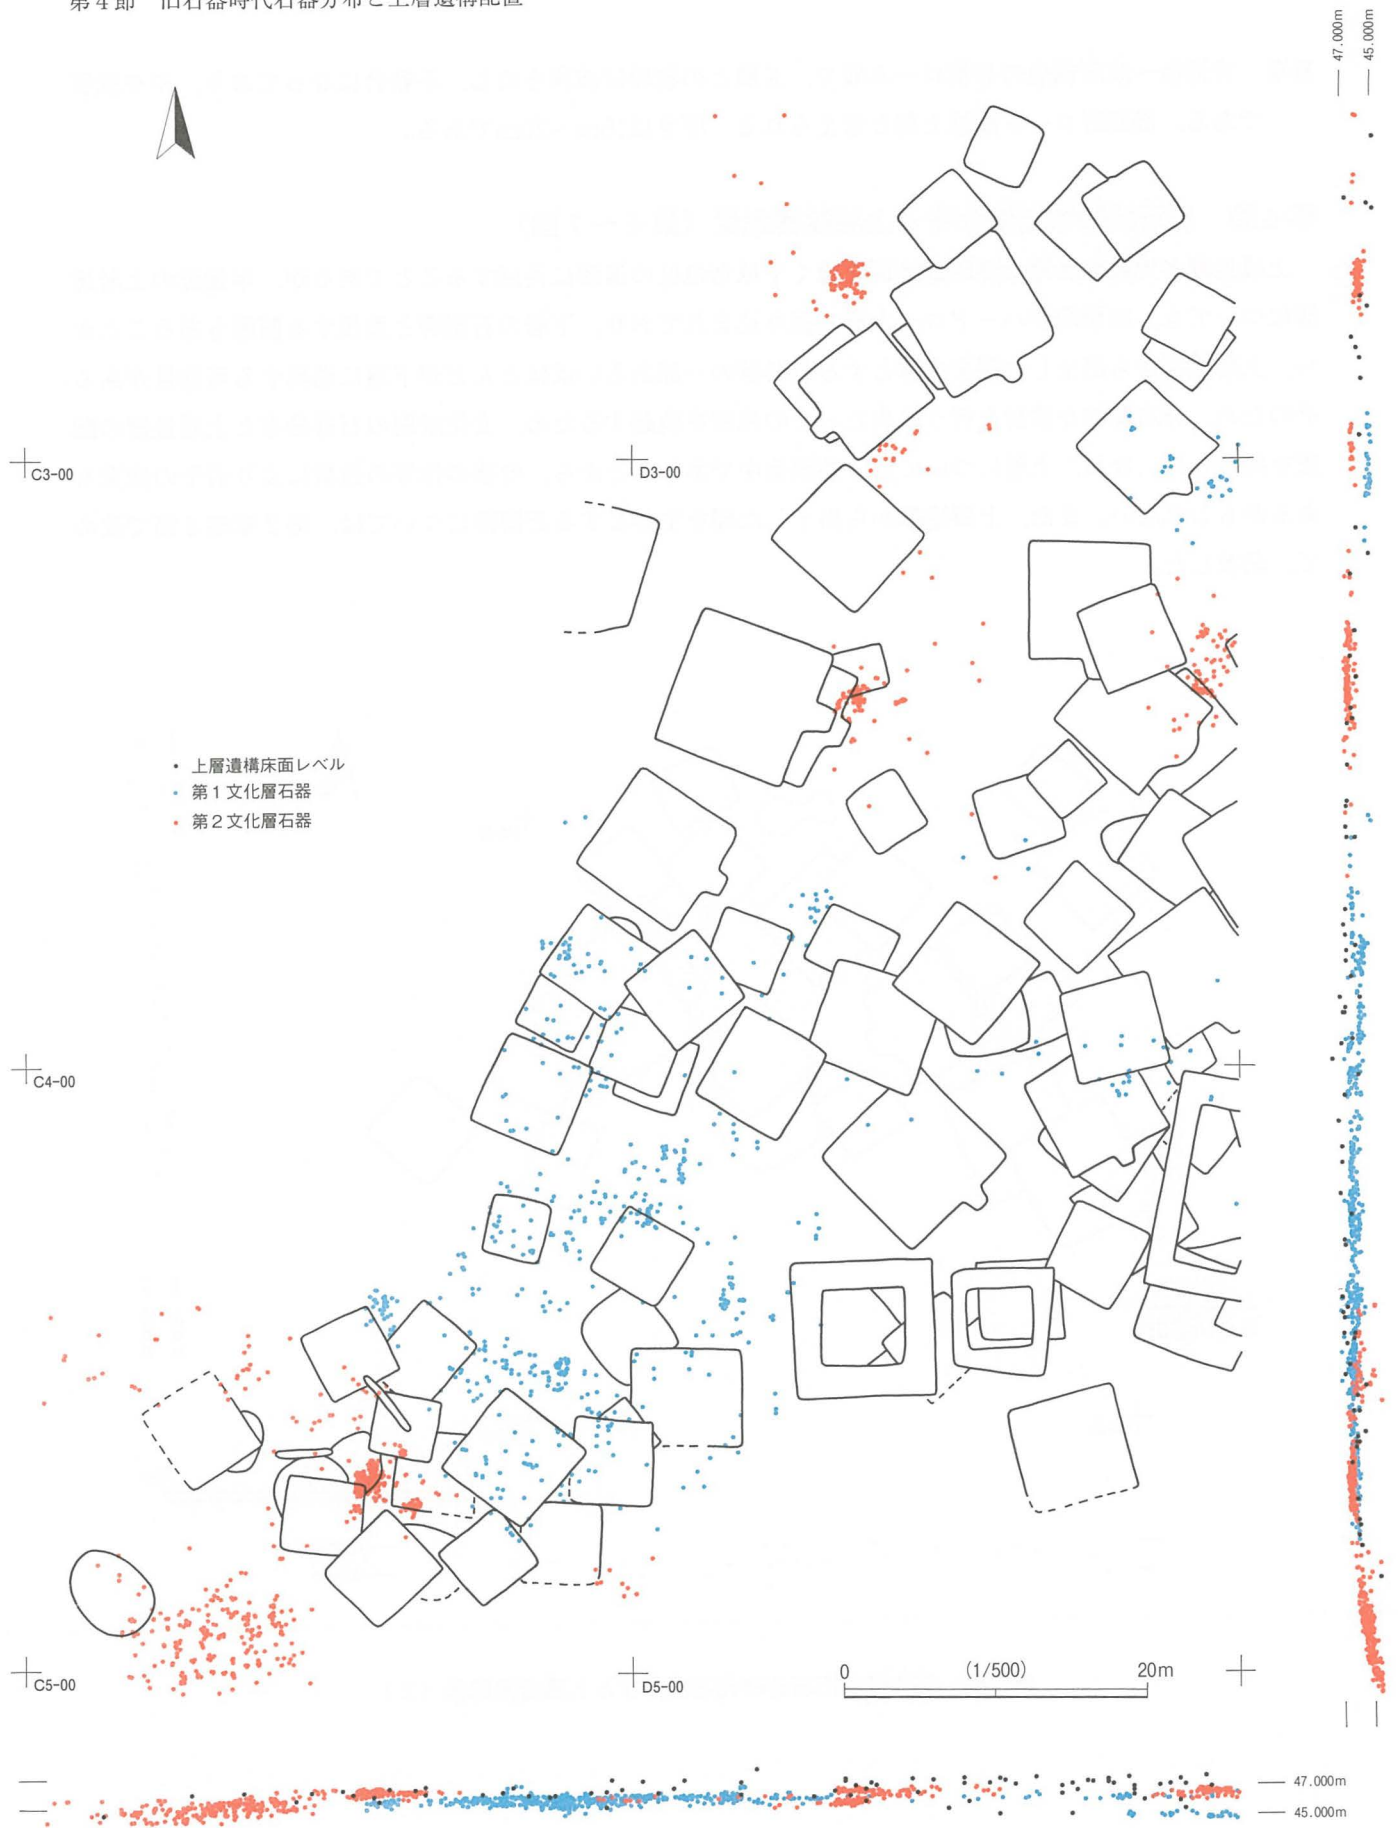 第4節 旧石器時代石器分布と上層遺構配置
47.000m
45.000m
C3-00
D3-00
• 上層遺構床面レベル
• 第1文化層石器
• 第2文化層石器
C4-00
C5-00
D5-00
0 (1/500) 20m
47.000m
45.000m